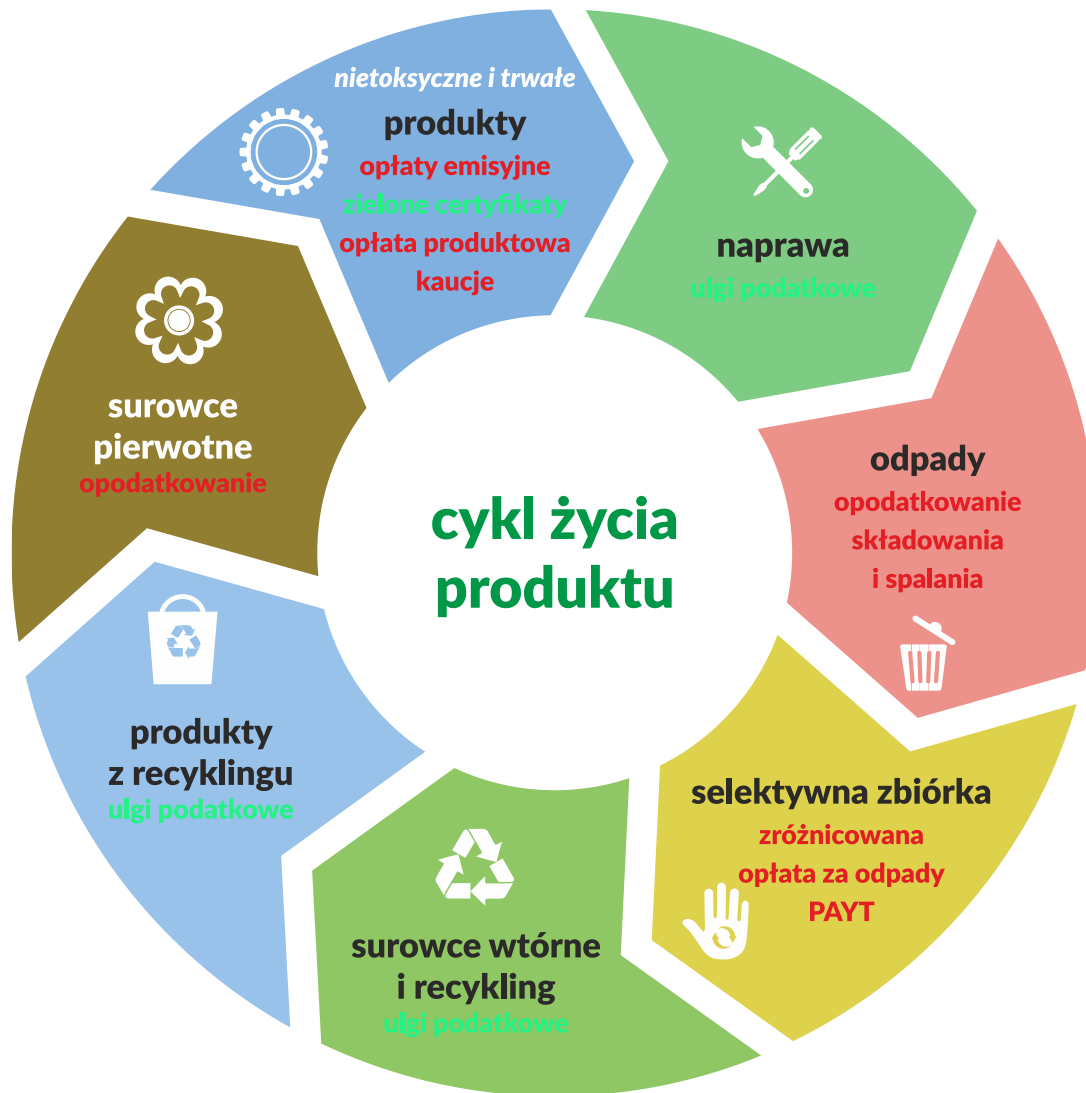 nietoksyczne i trwałe
produkty
opłaty emisyjne
zielone certyfikaty
opłata produktowa
kaucje
naprawa
ulgi podatkowe
odpady
opodatkowanie
składowania
i spalania
selektywna zbiórka
zróżnicowana
opłata za odpady
PAYT
surowce wtórne
i recykling
ulgi podatkowe
produkty
z recyklingu
ulgi podatkowe
surowce
pierwotne
opodatkowanie
cykl życia
produktu